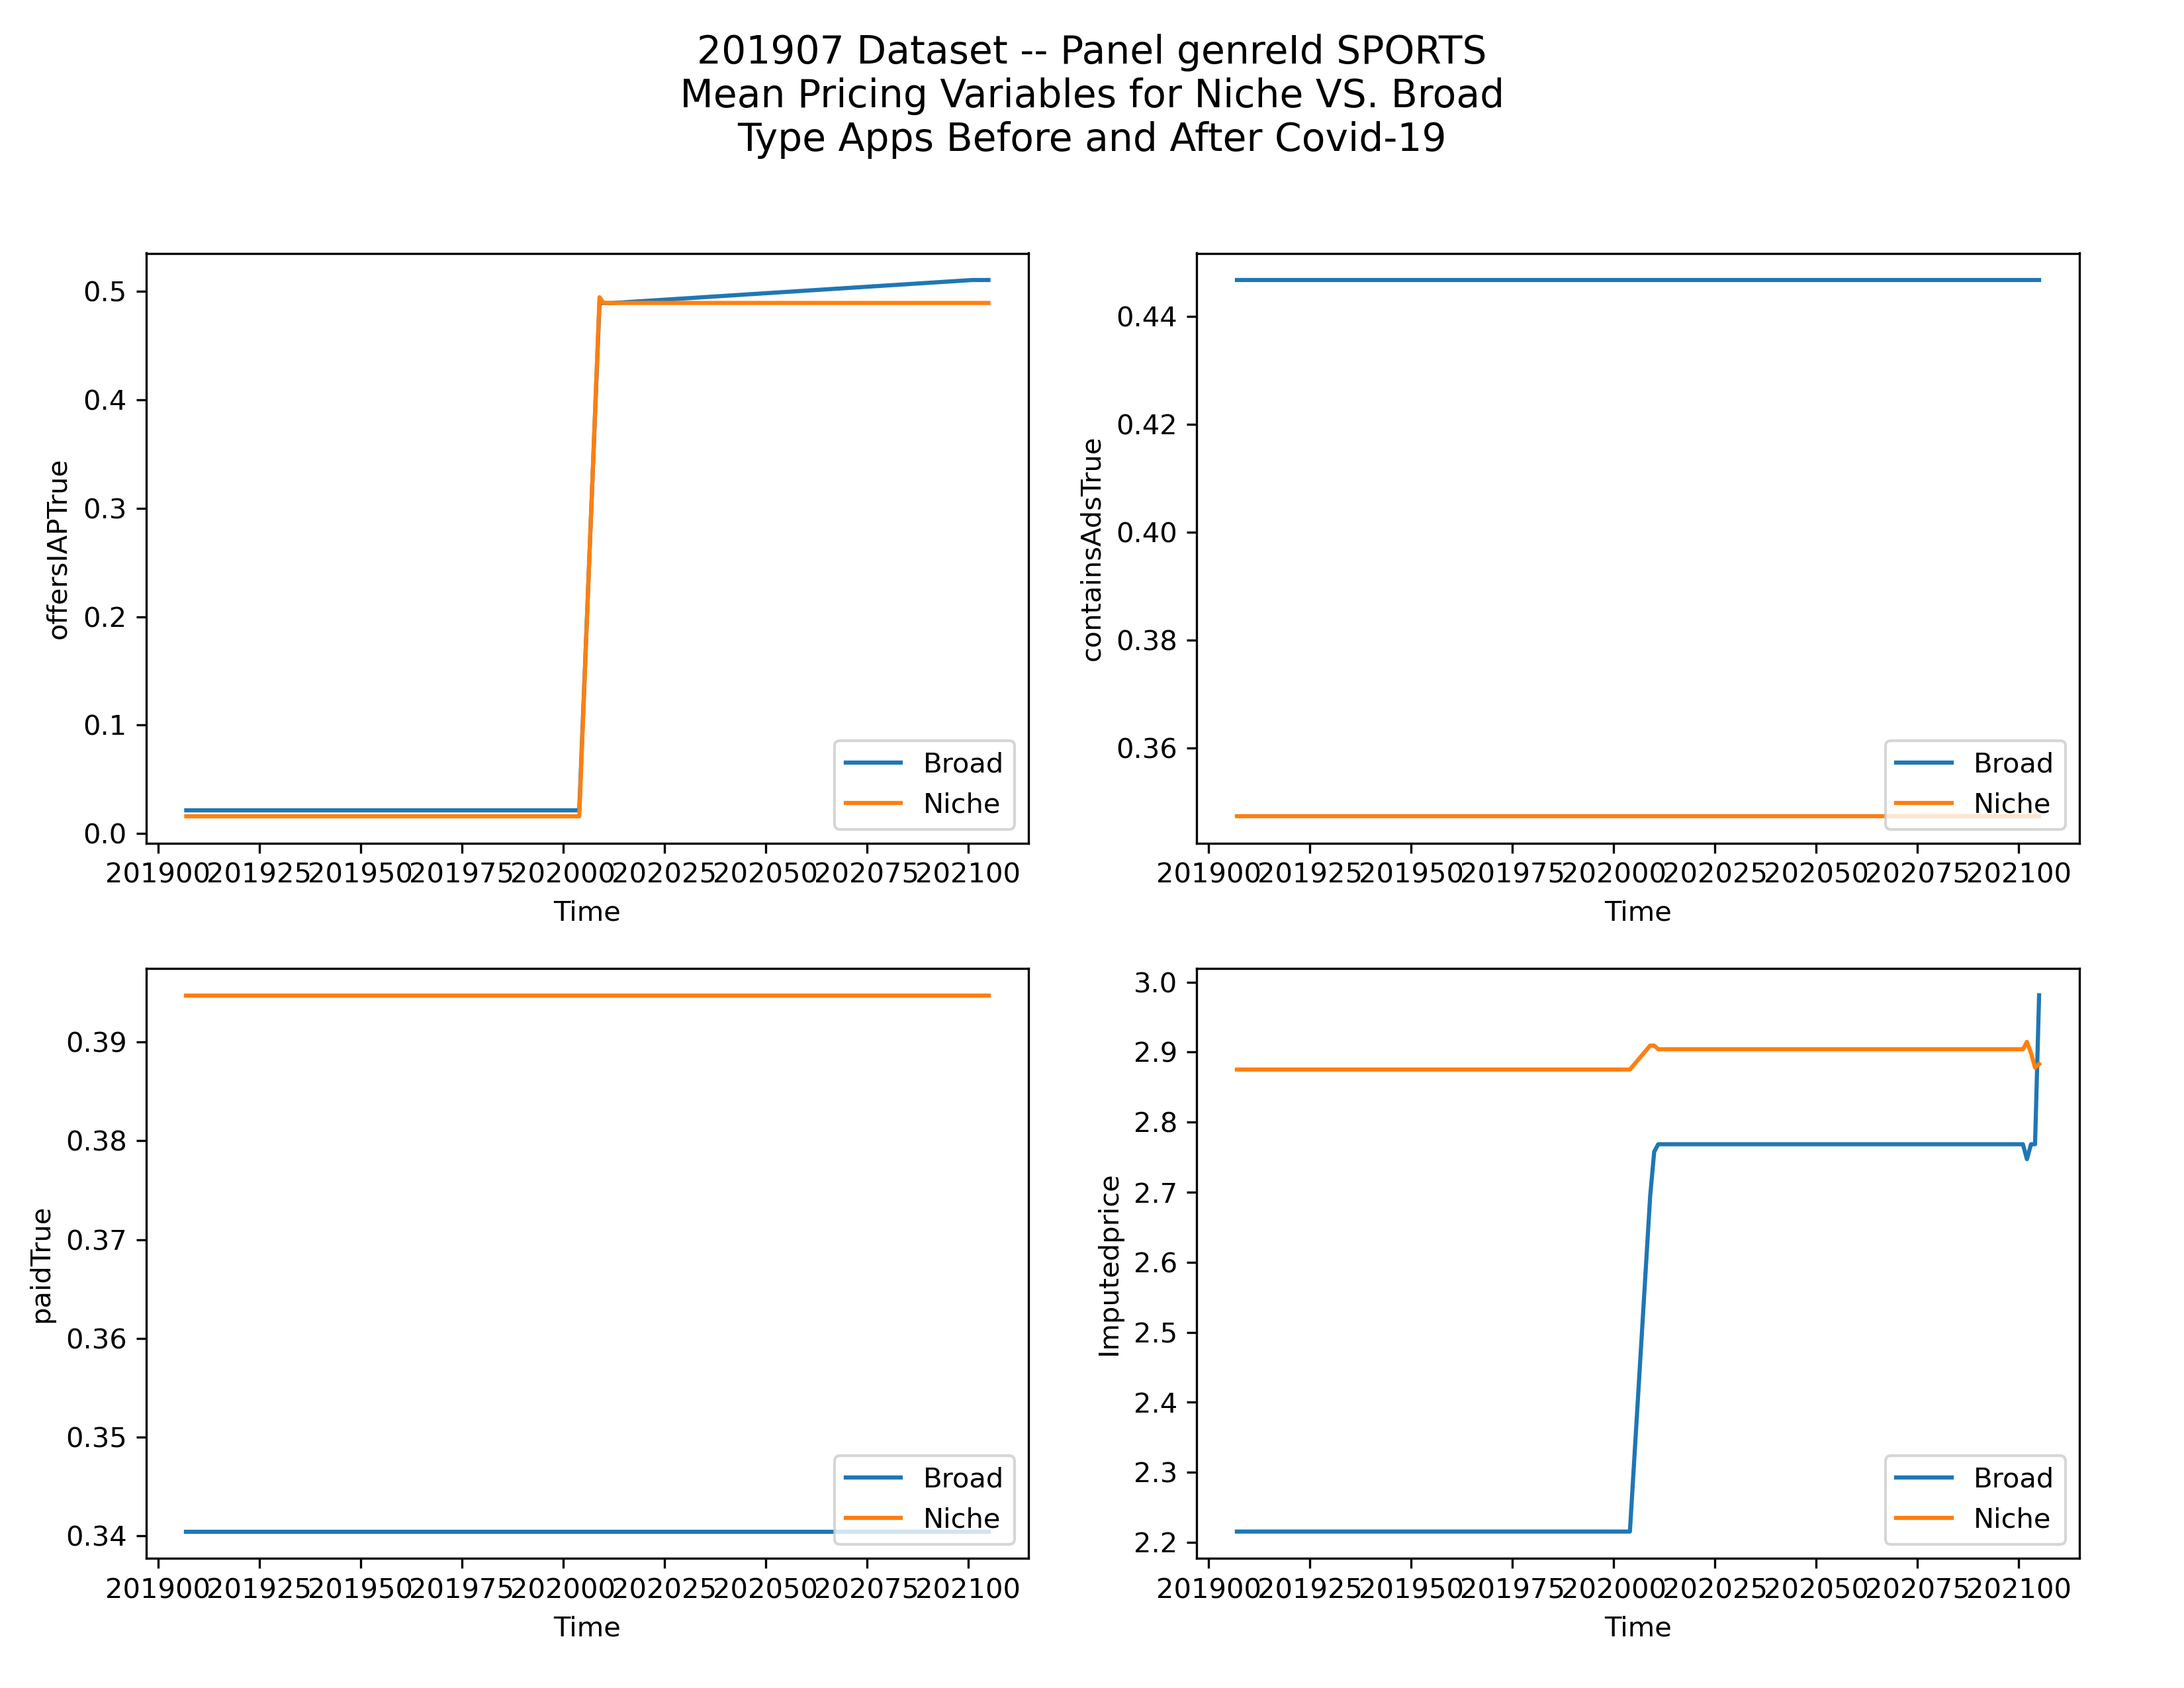 201907 Dataset -- Panel genreId SPORTS
Mean Pricing Variables for Niche VS. Broad
Type Apps Before and After Covid-19
offersIAPTrue
0.5
0.4
0.3
0.2
0.1
0.0
Broad
Niche
201900 201925 201950 201975 202000 202025 202050 202075 202100
Time
containsAdsTrue
0.44
0.42
0.40
0.38
0.36
Broad
Niche
201900 201925 201950 201975 202000 202025 202050 202075 202100
Time
paidTrue
0.39
0.38
0.37
0.36
0.35
0.34
Broad
Niche
201900 201925 201950 201975 202000 202025 202050 202075 202100
Time
Imputedprice
3.0
2.9
2.8
2.7
2.6
2.5
2.4
2.3
2.2
Broad
Niche
201900 201925 201950 201975 202000 202025 202050 202075 202100
Time